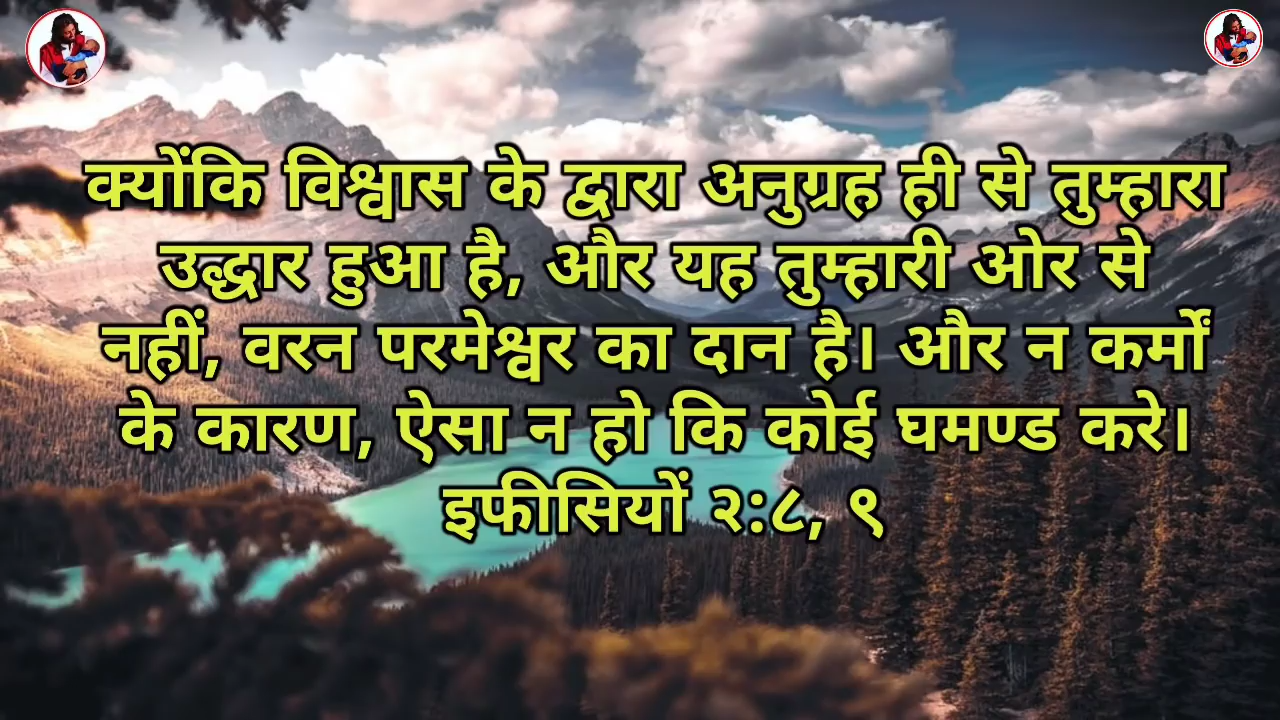 क्योंकि विश्वास के द्वारा अनुग्रह ही से तुम्हारा
उद्धार हुआ है, और यह तुम्हारी ओर से
नहीं, वरन परमेश्वर का दान है। और न कर्मों
के कारण, ऐसा न हो कि कोई घमण्ड करे।
इफीसियों २:८, ९